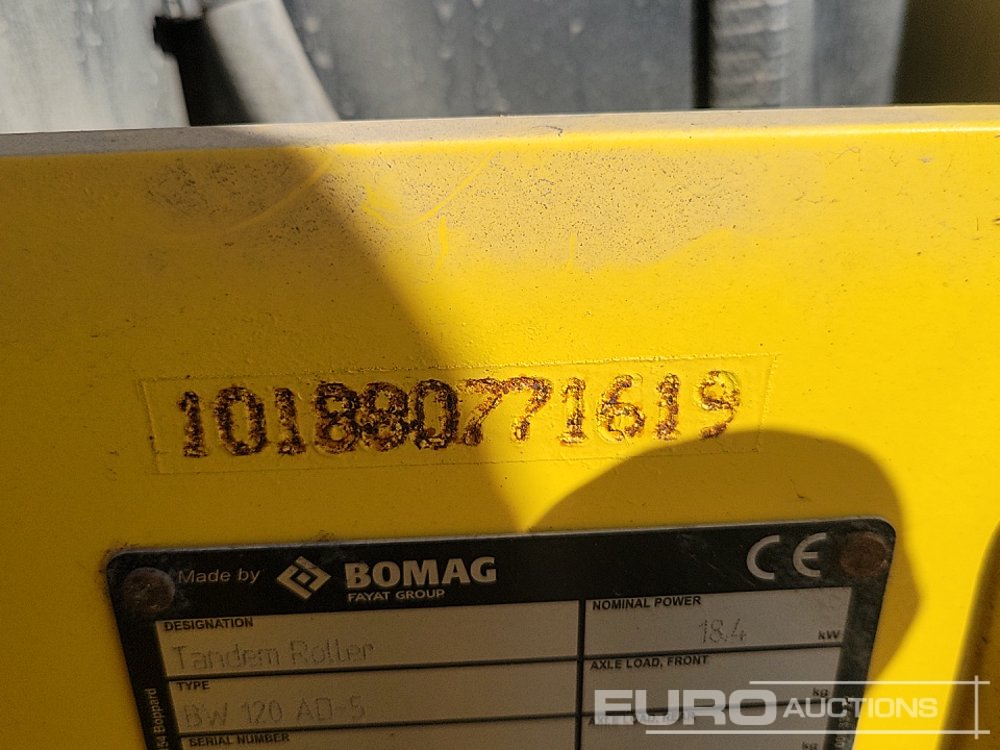 101880771619
Made by BOMAG CE
FAYAT GROUP
DESIGNATION
Tandem Roller
NOMINAL POWER
18.4 kW
TYPE
BW 120 AD-5
AXLE LOAD, FRONT
kg
SERIAL NUMBER
Boppard
EURO AUCTIONS